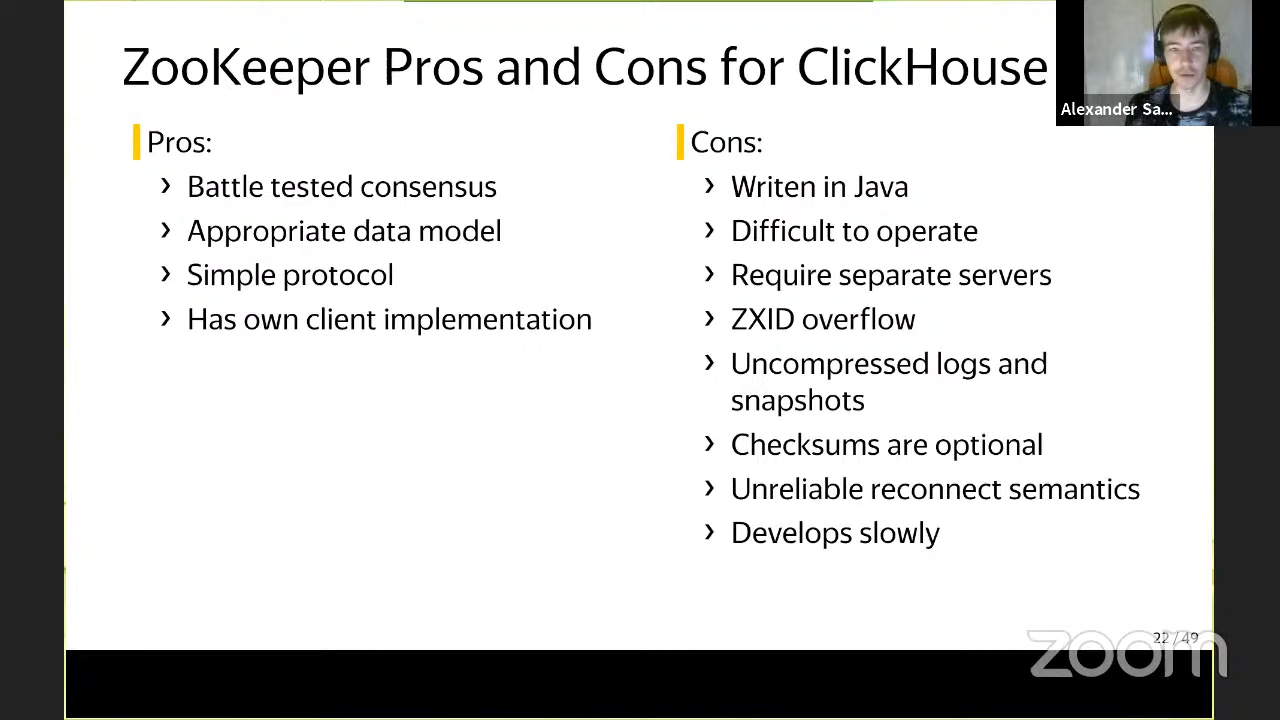 ZooKeeper Pros and Cons for ClickHouse
Alexander Sa...
Pros:
› Battle tested consensus
› Appropriate data model
› Simple protocol
› Has own client implementation
Cons:
› Writen in Java
› Difficult to operate
› Require separate servers
› ZXID overflow
› Uncompressed logs and
snapshots
› Checksums are optional
› Unreliable reconnect semantics
› Develops slowly
22 / 49
zoom